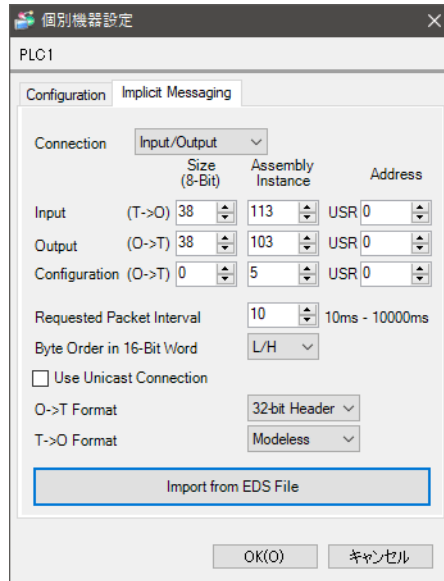 個別機器設定
PLC1
Configuration Implicit Messaging
Connection Input/Output
Size (8-Bit) Assembly Instance Address
Input (T->O) 38 113 USR 0
Output (O->T) 38 103 USR 0
Configuration (O->T) 0 5 USR 0
Requested Packet Interval 10 10ms - 10000ms
Byte Order in 16-Bit Word L/H
Use Unicast Connection
O->T Format 32-bit Header
T->O Format Modeless
Import from EDS File
OK(O) キャンセル